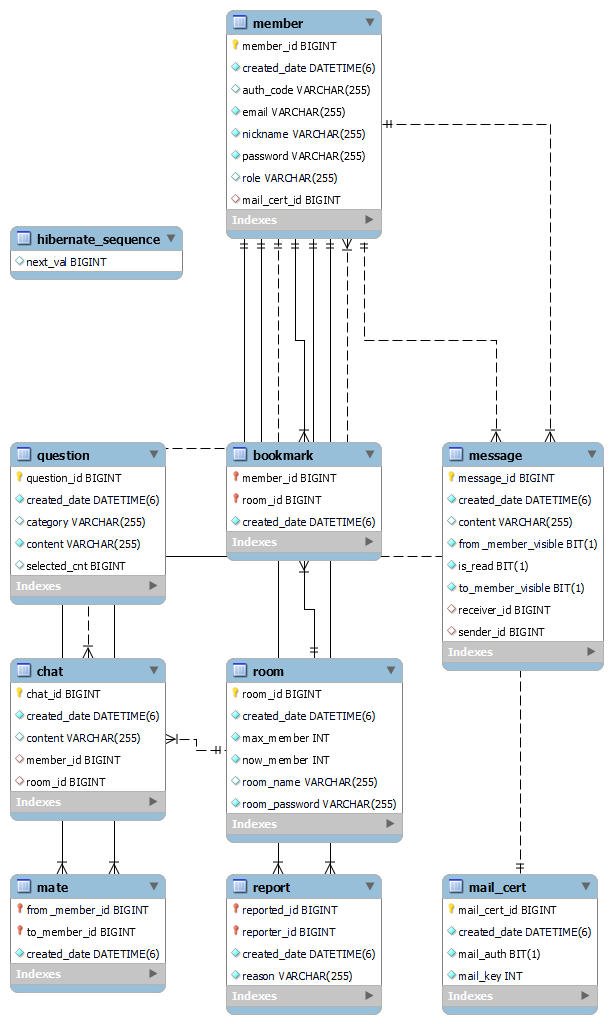 member
member_id BIGINT
created_date DATETIME(6)
auth_code VARCHAR(255)
email VARCHAR(255)
nickname VARCHAR(255)
password VARCHAR(255)
role VARCHAR(255)
mail_cert_id BIGINT
Indexes
hibernate_sequence
next_val BIGINT
question
question_id BIGINT
created_date DATETIME(6)
category VARCHAR(255)
content VARCHAR(255)
selected_cnt BIGINT
Indexes
bookmark
member_id BIGINT
room_id BIGINT
created_date DATETIME(6)
Indexes
message
message_id BIGINT
created_date DATETIME(6)
content VARCHAR(255)
from_member_visible BIT(1)
is_read BIT(1)
to_member_visible BIT(1)
receiver_id BIGINT
sender_id BIGINT
Indexes
chat
chat_id BIGINT
created_date DATETIME(6)
content VARCHAR(255)
member_id BIGINT
room_id BIGINT
Indexes
room
room_id BIGINT
created_date DATETIME(6)
max_member INT
now_member INT
room_name VARCHAR(255)
room_password VARCHAR(255)
Indexes
mate
from_member_id BIGINT
to_member_id BIGINT
created_date DATETIME(6)
Indexes
report
reported_id BIGINT
reporter_id BIGINT
created_date DATETIME(6)
reason VARCHAR(255)
Indexes
mail_cert
mail_cert_id BIGINT
created_date DATETIME(6)
mail_auth BIT(1)
mail_key INT
Indexes